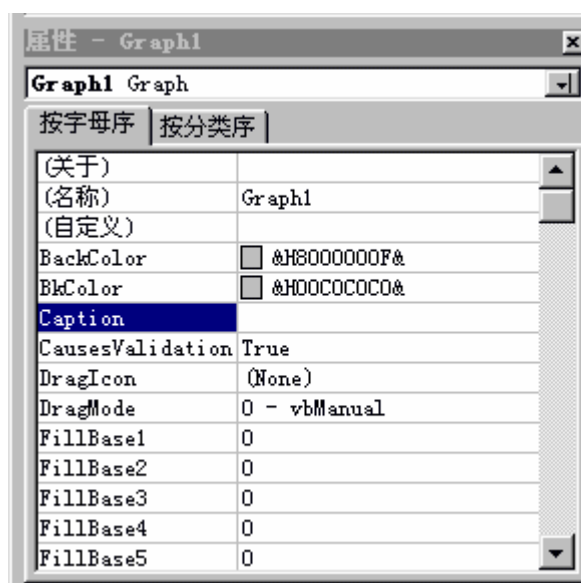 属性 - Graph1
Graph1 Graph
按字母序 按分类序
(关于)
(名称) Graph1
(自定义)
BackColor &H8000000F&
BkColor &H00C0C0C0&
Caption
CausesValidation True
DragIcon (None)
DragMode 0 - vbManual
FillBase1 0
FillBase2 0
FillBase3 0
FillBase4 0
FillBase5 0